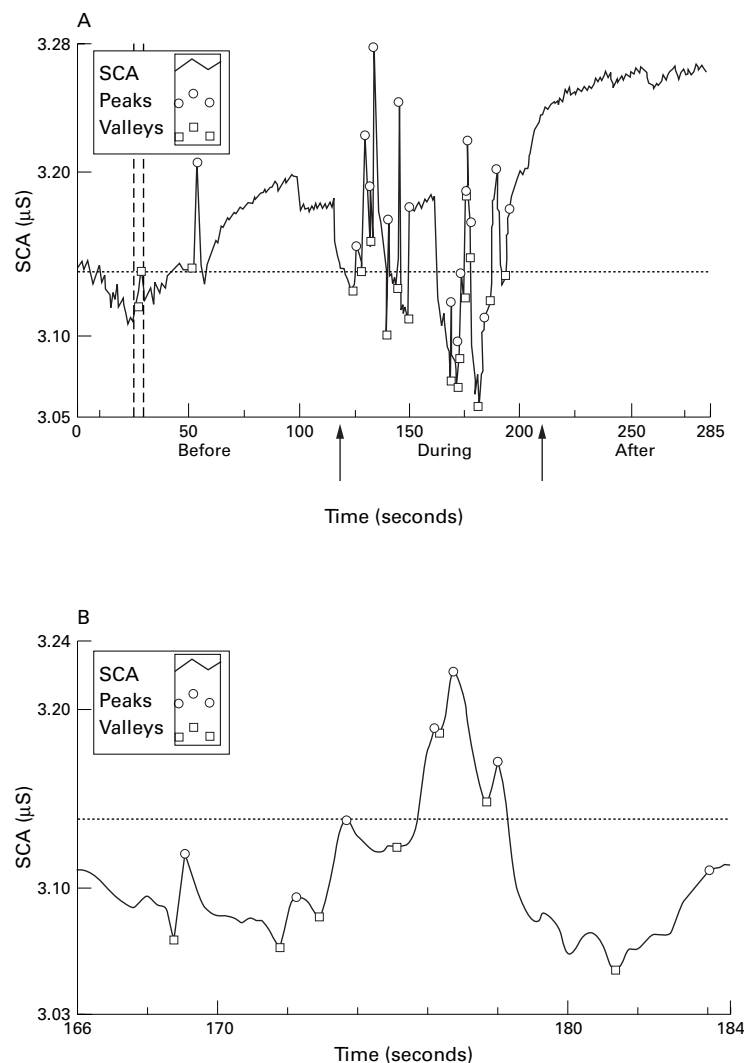 A
3.28
SCA
Peaks
Valleys
3.20
SCA (μS)
3.10
3.05
0 50 100 150 200 250 285
Before During After
Time (seconds)
B
3.24
SCA
Peaks
Valleys
3.20
SCA (μS)
3.10
3.03
166 170 180 184
Time (seconds)